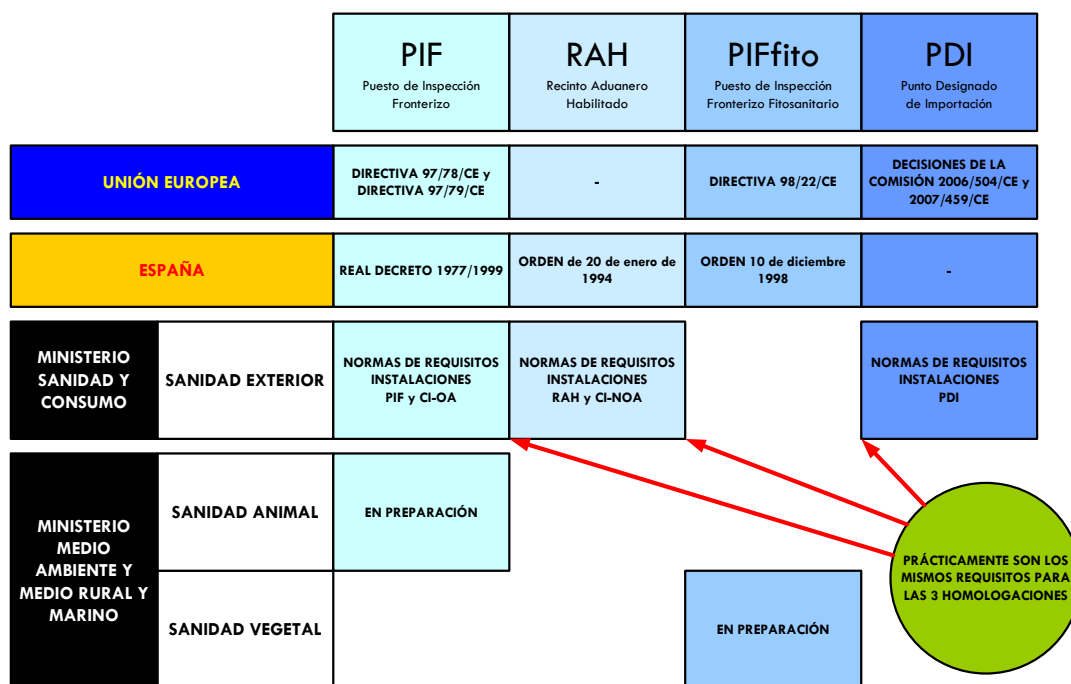 PIF
Puesto de Inspección
Fronterizo
RAH
Recinto Aduanero
Habilitado
PIFfito
Puesto de Inspección
Fronterizo Fitosanitario
PDI
Punto Designado
de Importación
UNIÓN EUROPEA
DIRECTIVA 97/78/CE y
DIRECTIVA 97/79/CE
-
DIRECTIVA 98/22/CE
DECISIONES DE LA
COMISIÓN 2006/504/CE y
2007/459/CE
ESPAÑA
REAL DECRETO 1977/1999
ORDEN de 20 de enero de
1994
ORDEN 10 de diciembre
1998
-
MINISTERIO
SANIDAD Y
CONSUMO
SANIDAD EXTERIOR
NORMAS DE REQUISITOS
INSTALACIONES
PIF y CI-OA
NORMAS DE REQUISITOS
INSTALACIONES
RAH y CI-NOA
NORMAS DE REQUISITOS
INSTALACIONES
PDI
MINISTERIO
MEDIO
AMBIENTE Y
MEDIO RURAL Y
MARINO
SANIDAD ANIMAL
EN PREPARACIÓN
SANIDAD VEGETAL
EN PREPARACIÓN
PRÁCTICAMENTE SON LOS
MISMOS REQUISITOS PARA
LAS 3 HOMOLOGACIONES